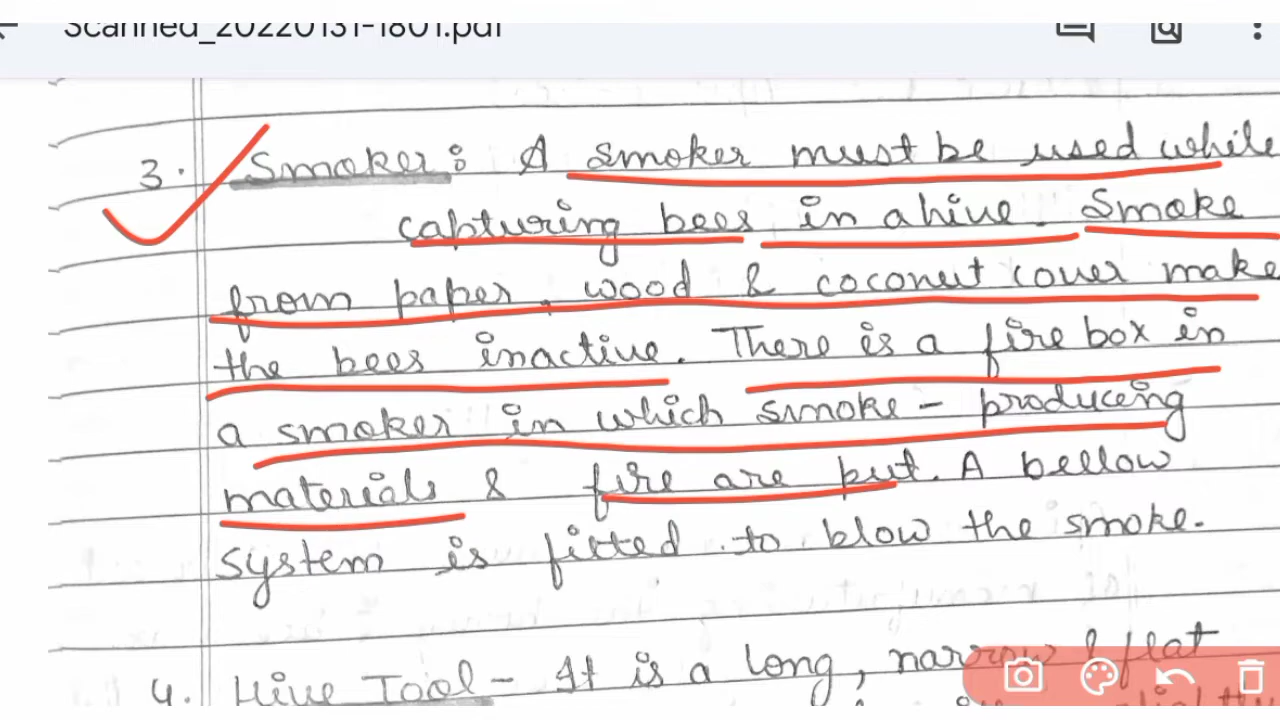 Scanned_20220131-1801.pdf
3. Smoker: A smoker must be used while
capturing bees in a hive. Smoke
from paper, wood & coconut cover make
the bees inactive. There is a fire box in
a smoker in which smoke - producing
materials & fire are put. A bellow
system is fitted to blow the smoke.
4. Hive Tool - It is a long, narrow & flat